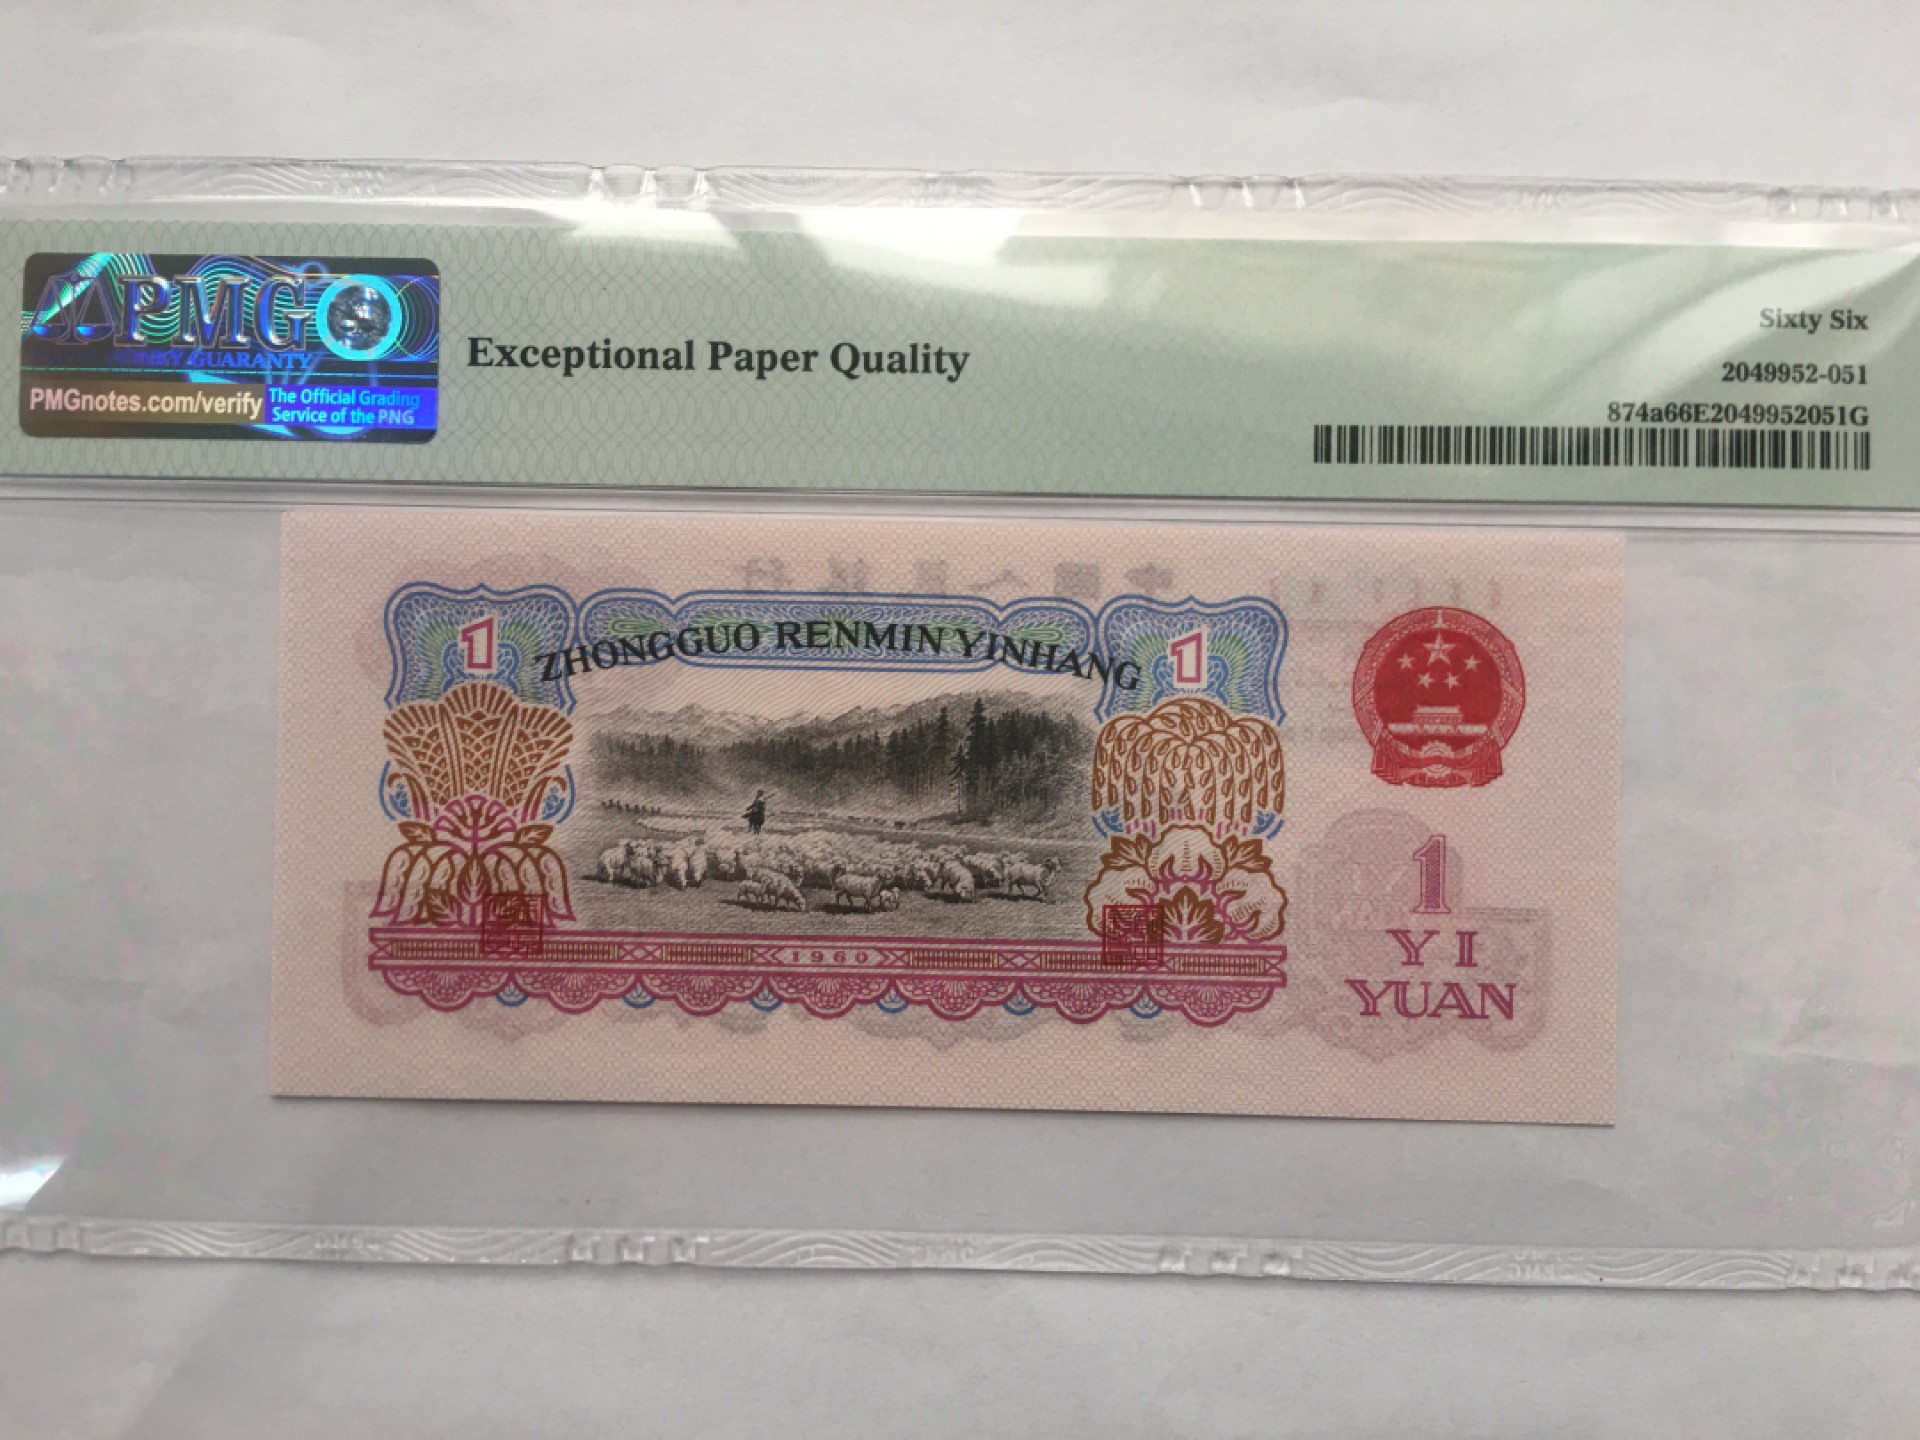 PMG
PMGnotes.com/verify
The Official Grading
Service of the PNG
Exceptional Paper Quality
Sixty Six
2049952-051
874a66E2049952051G
1
ZHONGGUO RENMIN YINHANG
1
1960
1
YI
YUAN